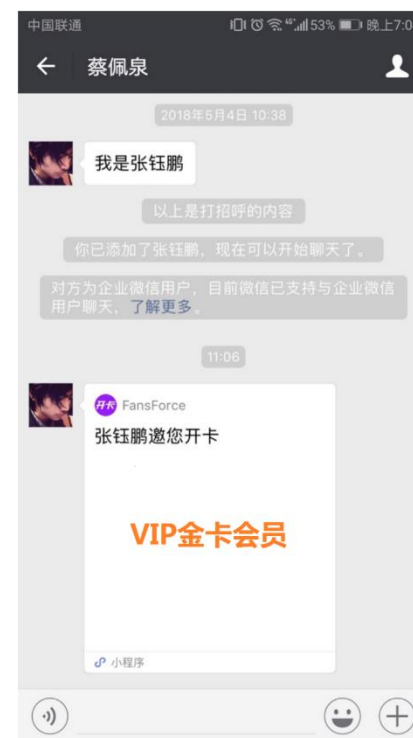 中国联通 53% 晚上7:0
蔡佩泉
2018年5月4日 10:38
我是张钰鹏
以上是打招呼的内容
你已添加了张钰鹏，现在可以开始聊天了。
对方为企业微信用户，目前微信已支持与企业微信
用户聊天，了解更多。
11:06
开卡 FansForce
张钰鹏邀您开卡
VIP金卡会员
小程序